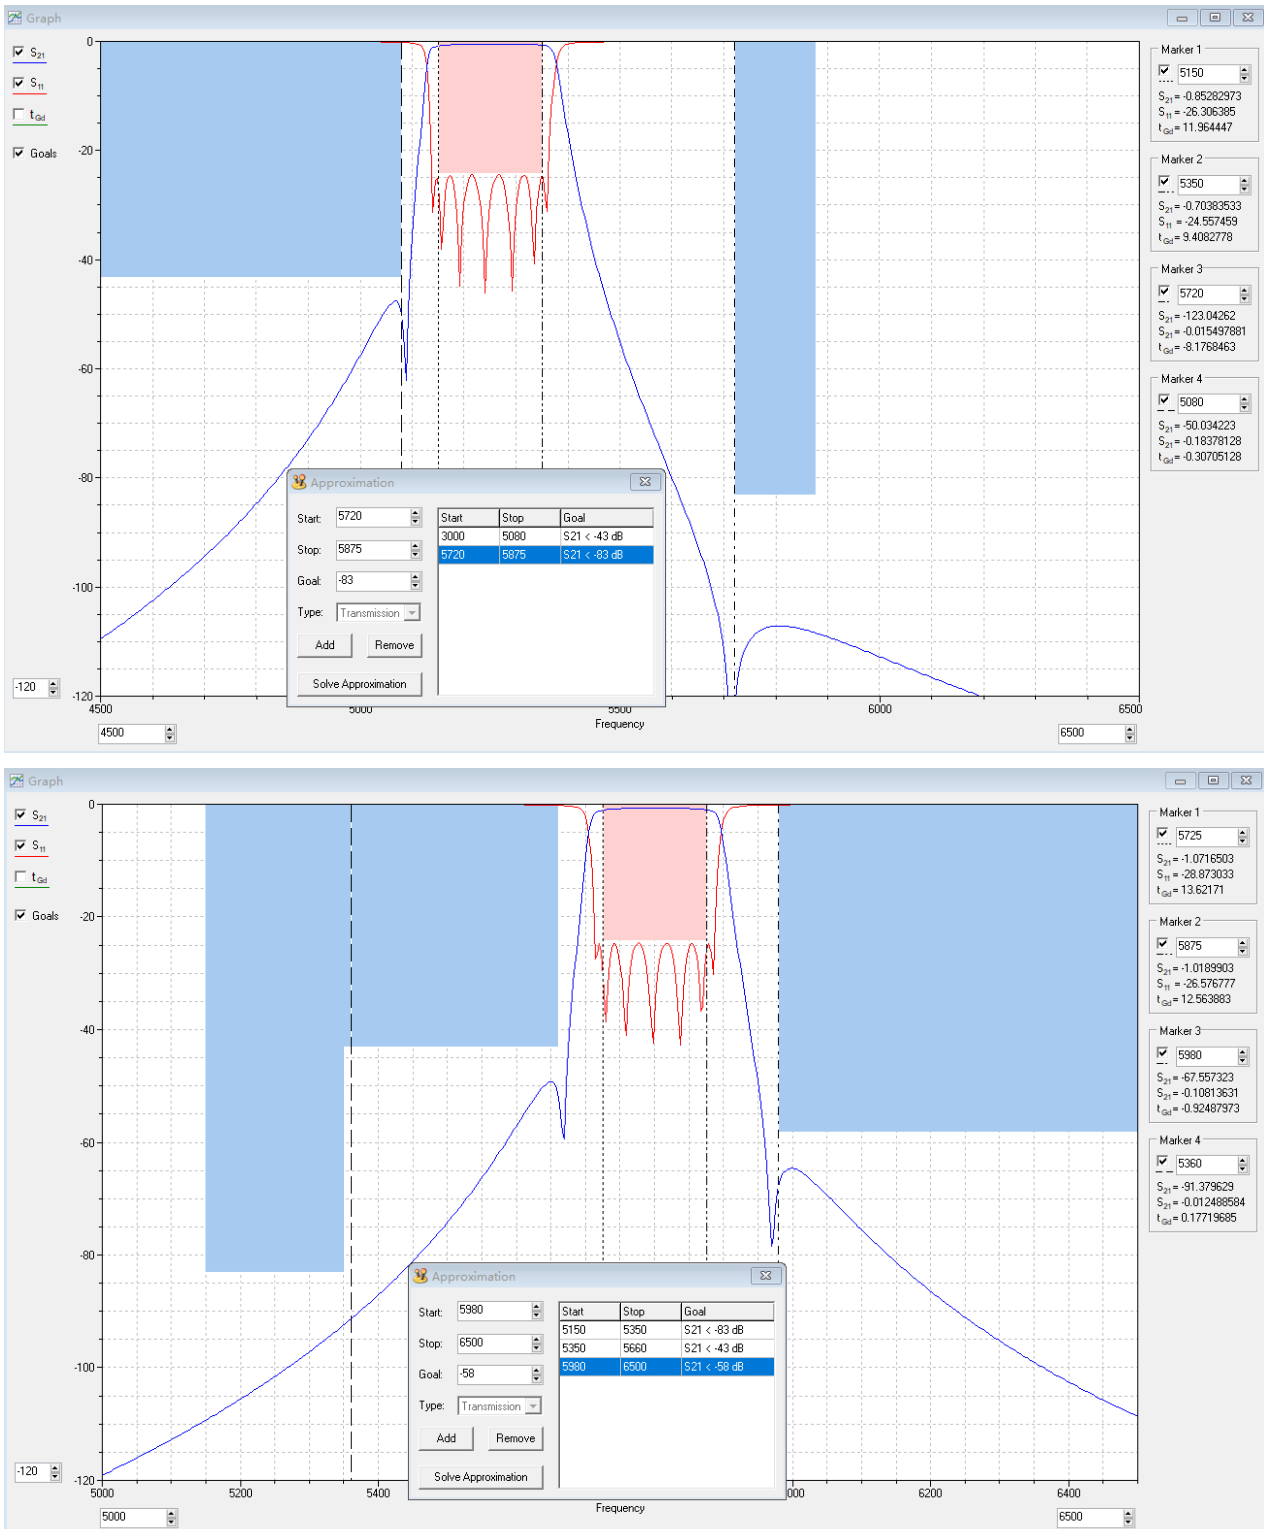 Graph
S21
S11
tGd
Goals
0
-20
-40
-60
-80
-100
-120
-120
4500
5000
5500
6000
6500
Frequency
4500
6500
Marker 1
5150
S21 = -0.85282973
S11 = -26.306385
tGd = 11.964447
Marker 2
5350
S21 = -0.70383533
S11 = -24.557459
tGd = 9.4082778
Marker 3
5720
S21 = -123.04262
S21 = -0.015497881
tGd = -8.1768463
Marker 4
5080
S21 = -50.034223
S21 = -0.18378128
tGd = -0.30705128
Approximation
Start: 5720
Stop: 5875
Goal: -83
Type: Transmission
Add Remove
Solve Approximation
Start Stop Goal
3000 5080 S21 < -43 dB
5720 5875 S21 < -83 dB
Graph
S21
S11
tGd
Goals
0
-20
-40
-60
-80
-100
-120
-120
5000
5200
5400
6000
6200
6400
Frequency
5000
6500
Marker 1
5725
S21 = -1.0716503
S11 = -28.873033
tGd = 13.62171
Marker 2
5875
S21 = -1.0189903
S11 = -26.576777
tGd = 12.563883
Marker 3
5980
S21 = -67.557323
S21 = -0.10813631
tGd = -0.92487973
Marker 4
5360
S21 = -91.379629
S21 = -0.012488584
tGd = 0.17719685
Approximation
Start: 5980
Stop: 6500
Goal: -58
Type: Transmission
Add Remove
Solve Approximation
Start Stop Goal
5150 5350 S21 < -83 dB
5350 5660 S21 < -43 dB
5980 6500 S21 < -58 dB